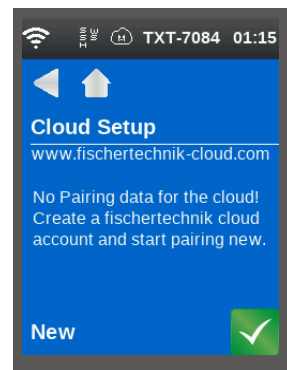 TXT-7084 01:15
Cloud Setup
www.fischertechnik-cloud.com
No Pairing data for the cloud!
Create a fischertechnik cloud
account and start pairing new.
New